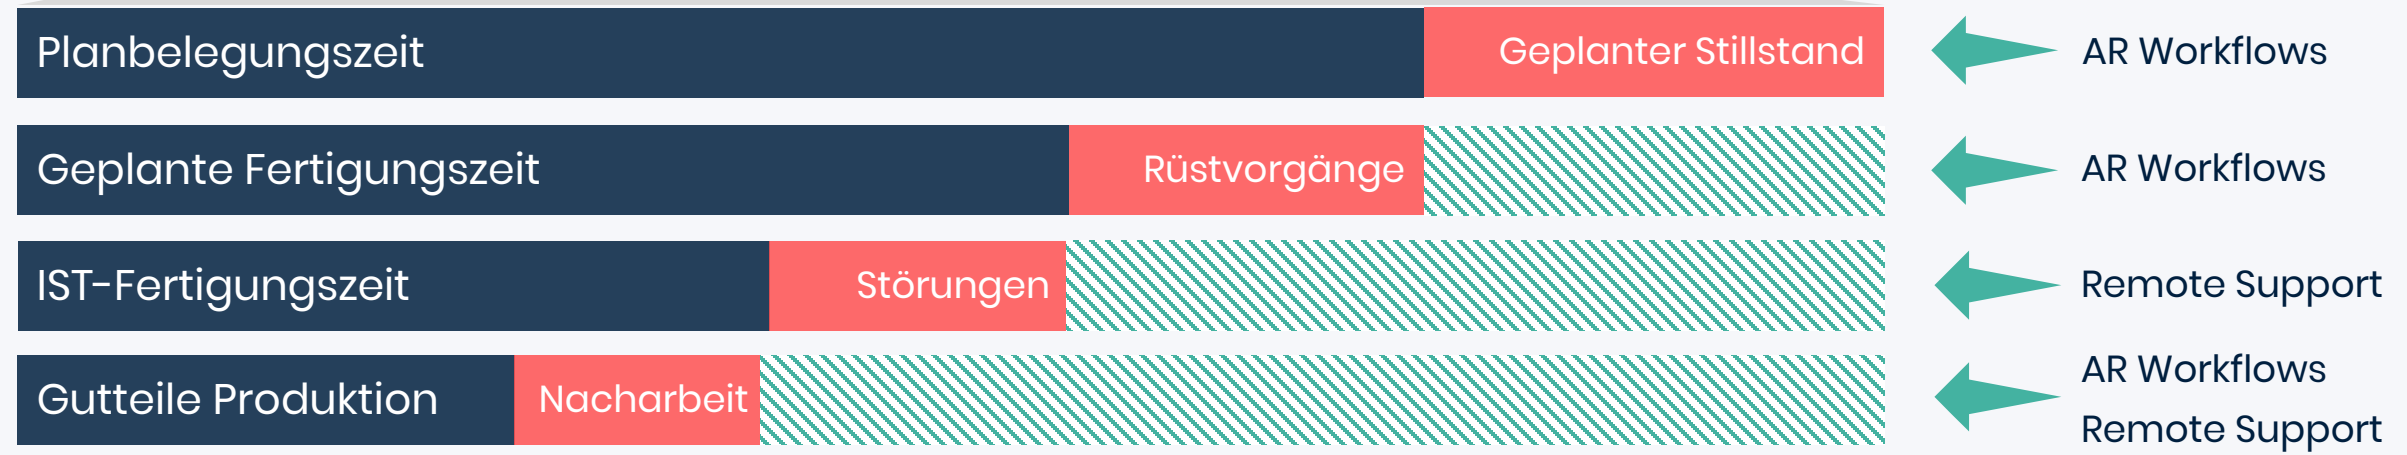 Planbelegungszeit Geplanter Stillstand AR Workflows
Geplante Fertigungszeit Rüstvorgänge AR Workflows
IST-Fertigungszeit Störungen Remote Support
Gutteile Produktion Nacharbeit AR Workflows
Remote Support